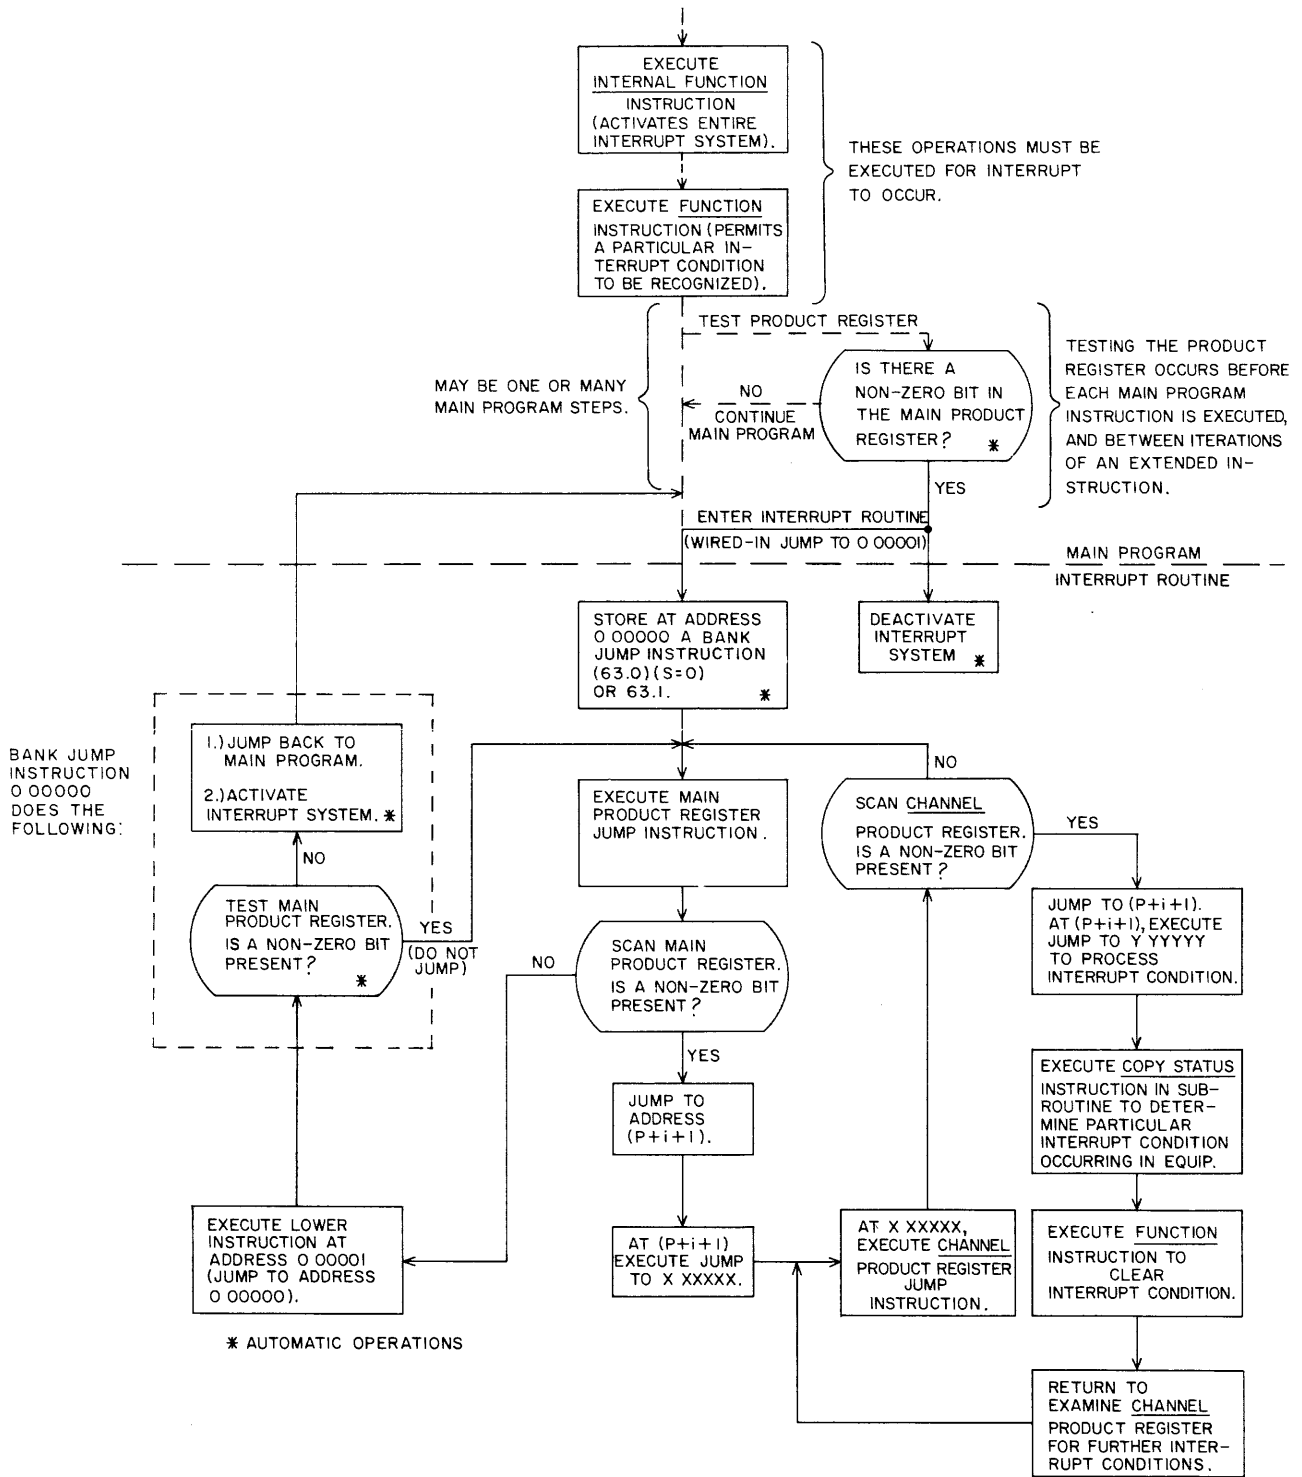 EXECUTE
INTERNAL FUNCTION
INSTRUCTION
(ACTIVATES ENTIRE
INTERRUPT SYSTEM).
THESE OPERATIONS MUST BE
EXECUTED FOR INTERRUPT
TO OCCUR.
EXECUTE FUNCTION
INSTRUCTION (PERMITS
A PARTICULAR IN-
TERRUPT CONDITION
TO BE RECOGNIZED).
TEST PRODUCT REGISTER
MAY BE ONE OR MANY
MAIN PROGRAM STEPS.
IS THERE A
NON-ZERO BIT IN
THE MAIN PRODUCT
REGISTER? *
NO
CONTINUE
MAIN PROGRAM
TESTING THE PRODUCT
REGISTER OCCURS BEFORE
EACH MAIN PROGRAM
INSTRUCTION IS EXECUTED,
AND BETWEEN ITERATIONS
OF AN EXTENDED IN-
STRUCTION.
YES
ENTER INTERRUPT ROUTINE
(WIRED-IN JUMP TO 0 00001)
MAIN PROGRAM
INTERRUPT ROUTINE
STORE AT ADDRESS
0 00000 A BANK
JUMP INSTRUCTION
(63.0)(S=0)
OR 63.1. *
DEACTIVATE
INTERRUPT
SYSTEM *
BANK JUMP
INSTRUCTION
0 00000
DOES THE
FOLLOWING:
1.) JUMP BACK TO
MAIN PROGRAM.
2.) ACTIVATE
INTERRUPT SYSTEM. *
NO
TEST MAIN
PRODUCT REGISTER.
IS A NON-ZERO BIT
PRESENT?
*
YES
(DO NOT
JUMP)
EXECUTE MAIN
PRODUCT REGISTER
JUMP INSTRUCTION.
NO
SCAN CHANNEL
PRODUCT REGISTER.
IS A NON-ZERO BIT
PRESENT?
YES
JUMP TO (P+i+1).
AT (P+i+1), EXECUTE
JUMP TO Y YYYYY
TO PROCESS
INTERRUPT CONDITION.
NO
SCAN MAIN
PRODUCT REGISTER.
IS A NON-ZERO BIT
PRESENT?
YES
JUMP TO
ADDRESS
(P+i+1).
EXECUTE COPY STATUS
INSTRUCTION IN SUB-
ROUTINE TO DETER-
MINE PARTICULAR
INTERRUPT CONDITION
OCCURRING IN EQUIP.
EXECUTE LOWER
INSTRUCTION AT
ADDRESS 0 00001
(JUMP TO ADDRESS
0 00000).
AT (P+i+1)
EXECUTE JUMP
TO X XXXXX.
AT X XXXXX,
EXECUTE CHANNEL
PRODUCT REGISTER
JUMP
INSTRUCTION.
EXECUTE FUNCTION
INSTRUCTION TO
CLEAR
INTERRUPT CONDITION.
* AUTOMATIC OPERATIONS
RETURN TO
EXAMINE CHANNEL
PRODUCT REGISTER
FOR FURTHER INTER-
RUPT CONDITIONS.